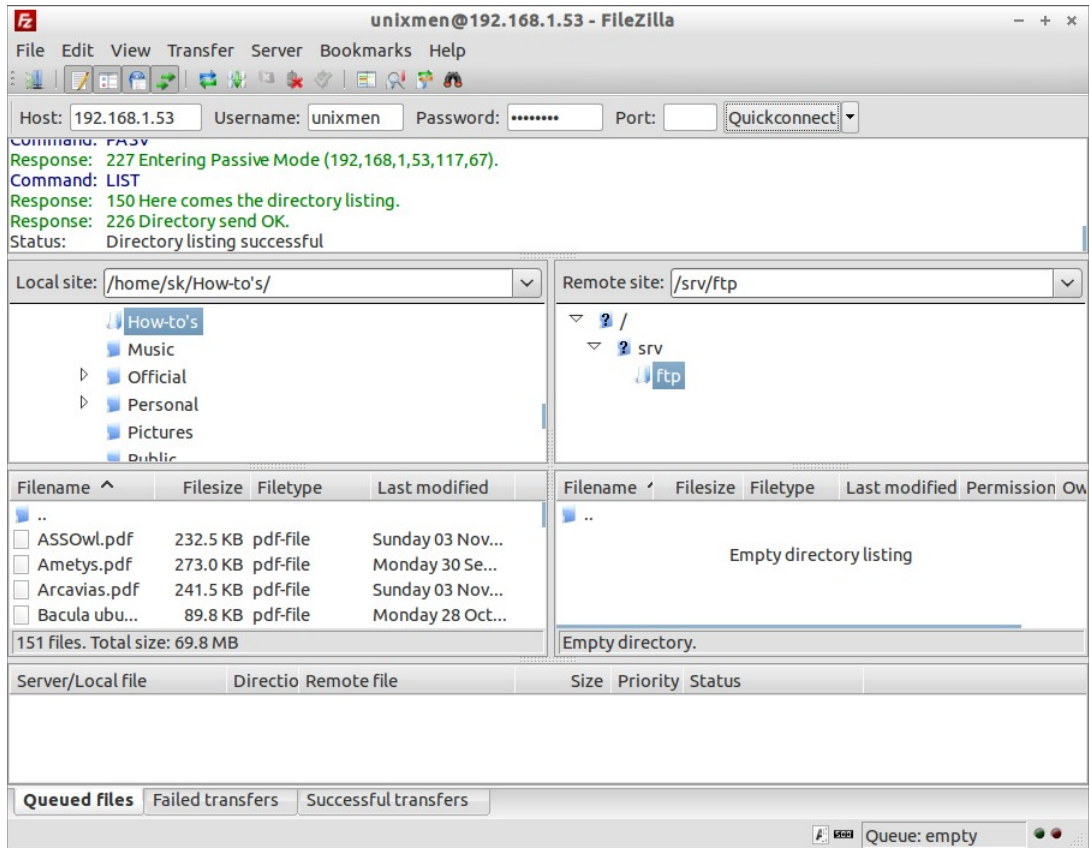 Fz unixmen@192.168.1.53 - FileZilla
File Edit View Transfer Server Bookmarks Help
Host: 192.168.1.53 Username: unixmen Password: •••••••• Port: Quickconnect
Command: PASV
Response: 227 Entering Passive Mode (192,168,1,53,117,67).
Command: LIST
Response: 150 Here comes the directory listing.
Response: 226 Directory send OK.
Status: Directory listing successful
Local site: /home/sk/How-to's/
How-to's
Music
Official
Personal
Pictures
Public
Remote site: /srv/ftp
? /
? srv
ftp
Filename Filesize Filetype Last modified
..
ASSOwl.pdf 232.5 KB pdf-file Sunday 03 Nov...
Ametys.pdf 273.0 KB pdf-file Monday 30 Se...
Arcavias.pdf 241.5 KB pdf-file Sunday 03 Nov...
Bacula ubu... 89.8 KB pdf-file Monday 28 Oct...
151 files. Total size: 69.8 MB
Filename Filesize Filetype Last modified Permission Ow
..
Empty directory listing
Empty directory.
Server/Local file Directio Remote file Size Priority Status
Queued files Failed transfers Successful transfers
Queue: empty